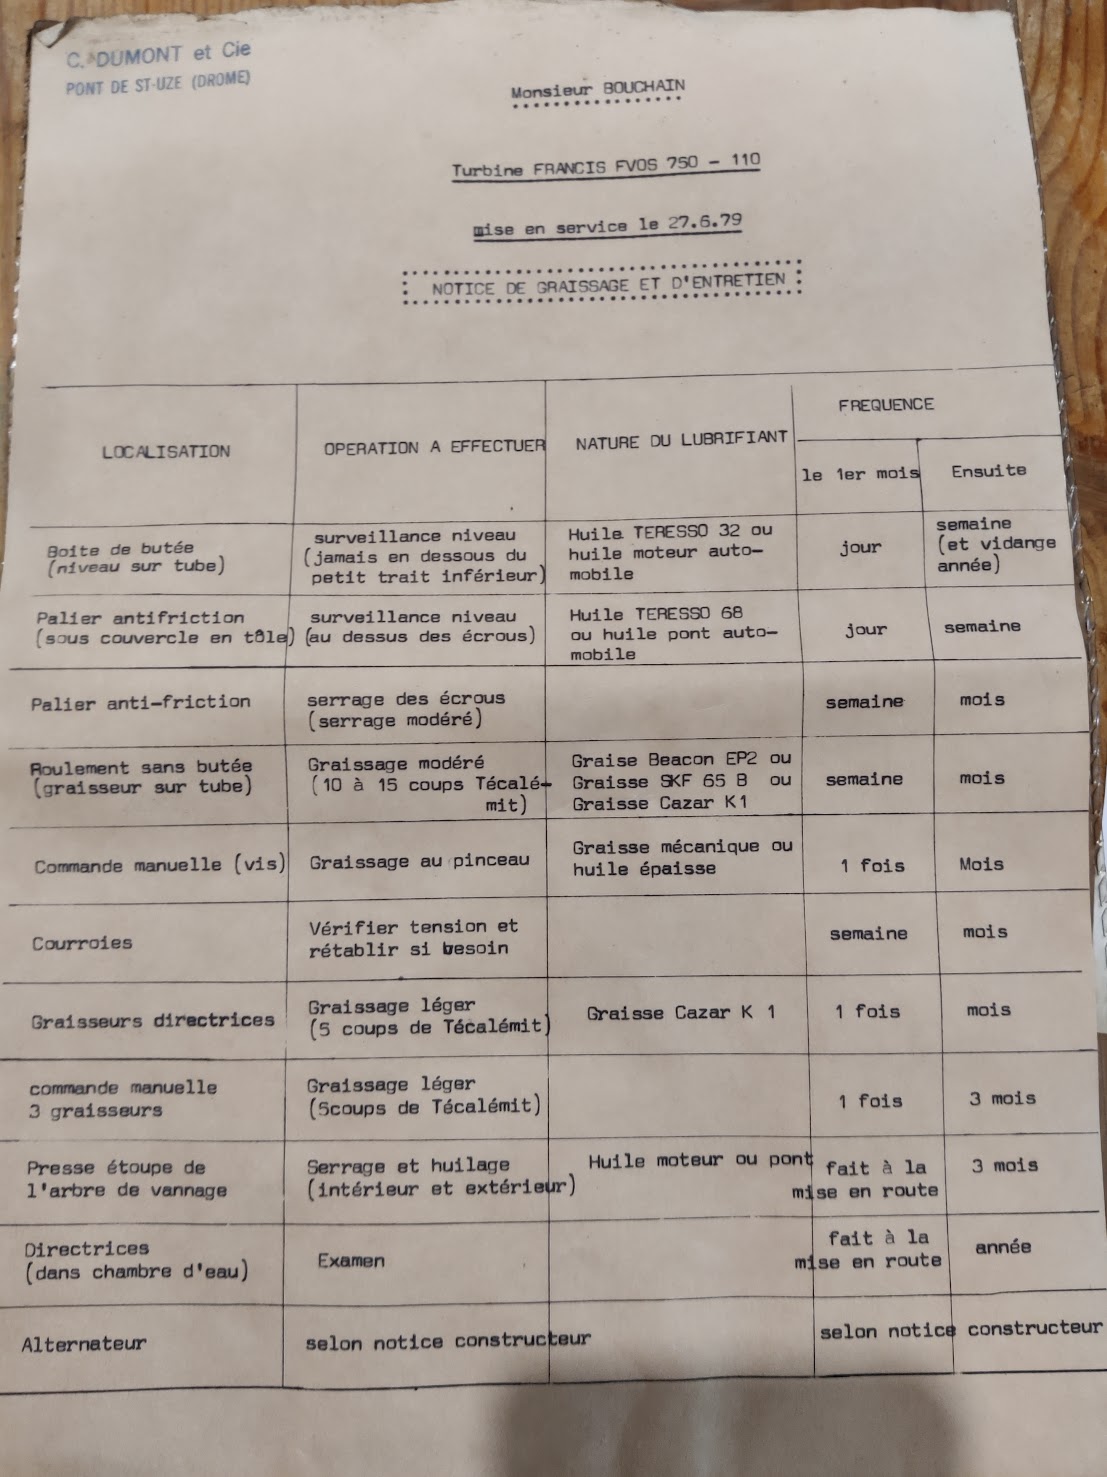 C. DUMONT et Cie
PONT DE ST-UZE (DROME)
Monsieur BOUCHAIN
Turbine FRANCIS FVOS 750 - 110
mise en service le 27.6.79
NOTICE DE GRAISSAGE ET D'ENTRETIEN
LOCALISATION
OPERATION A EFFECTUER
NATURE DU LUBRIFIANT
FREQUENCE
le 1er mois
Ensuite
Boite de butée
(niveau sur tube)
surveillance niveau
(jamais en dessous du
petit trait inférieur)
Huile TERESSO 32 ou
huile moteur auto-
mobile
jour
semaine
(et vidange
année)
Palier antifriction
(sous couvercle en tôle)
surveillance niveau
(au dessus des écrous)
Huile TERESSO 68
ou huile pont auto-
mobile
jour
semaine
Palier anti-friction
serrage des écrous
(serrage modéré)
semaine
mois
Roulement sans butée
(graisseur sur tube)
Graissage modéré
(10 à 15 coups Técalé-
mit)
Graise Beacon EP2 ou
Graisse SKF 65 B ou
Graisse Cazar K1
semaine
mois
Commande manuelle (vis)
Graissage au pinceau
Graisse mécanique ou
huile épaisse
1 fois
Mois
Courroies
Vérifier tension et
rétablir si besoin
semaine
mois
Graisseurs directrices
Graissage léger
(5 coups de Técalémit)
Graisse Cazar K 1
1 fois
mois
commande manuelle
3 graisseurs
Graissage léger
(5coups de Técalémit)
1 fois
3 mois
Presse étoupe de
l'arbre de vannage
Serrage et huilage
(intérieur et extérieur)
Huile moteur ou pont
fait à la
mise en route
3 mois
Directrices
(dans chambre d'eau)
Examen
fait à la
mise en route
année
Alternateur
selon notice constructeur
selon notice constructeur